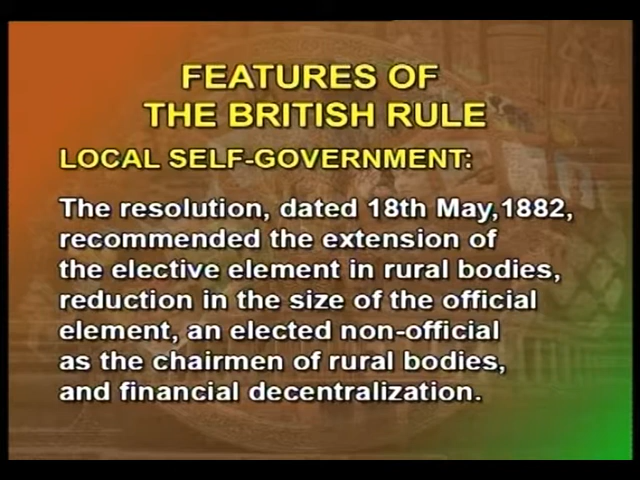 FEATURES OF
THE BRITISH RULE
LOCAL SELF-GOVERNMENT:
The resolution, dated 18th May,1882,
recommended the extension of
the elective element in rural bodies,
reduction in the size of the official
element, an elected non-official
as the chairmen of rural bodies,
and financial decentralization.